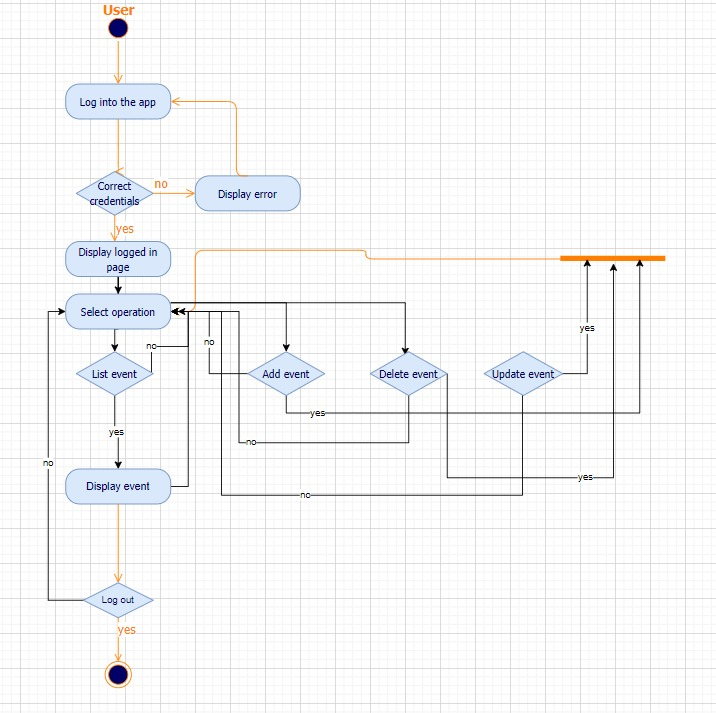 User
Log into the app
Correct
credentials
no
Display error
yes
Display logged in
page
Select operation
yes
no
no
List event
Add event
Delete event
Update event
yes
yes
no
no
Display event
yes
no
Log out
yes